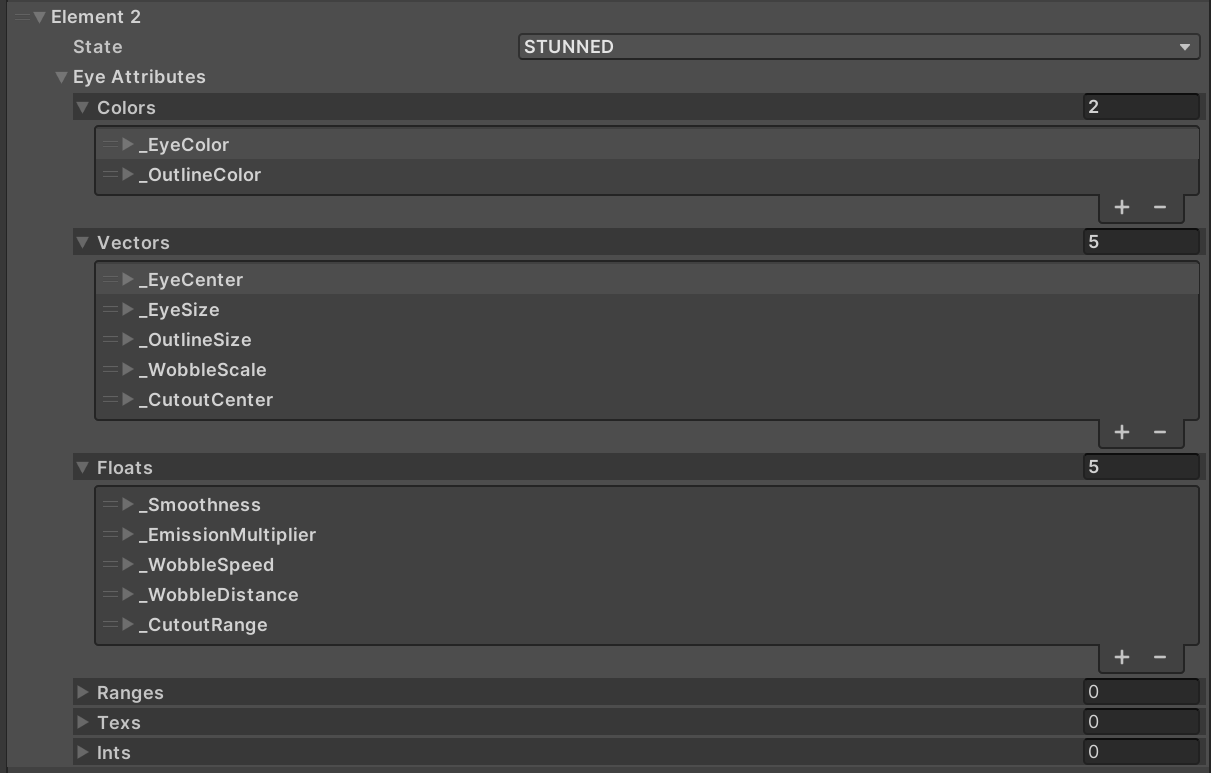 Element 2
State STUNNED
Eye Attributes
Colors 2
_EyeColor
_OutlineColor
+ −
Vectors 5
_EyeCenter
_EyeSize
_OutlineSize
_WobbleScale
_CutoutCenter
+ −
Floats 5
_Smoothness
_EmissionMultiplier
_WobbleSpeed
_WobbleDistance
_CutoutRange
+ −
Ranges 0
Texs 0
Ints 0